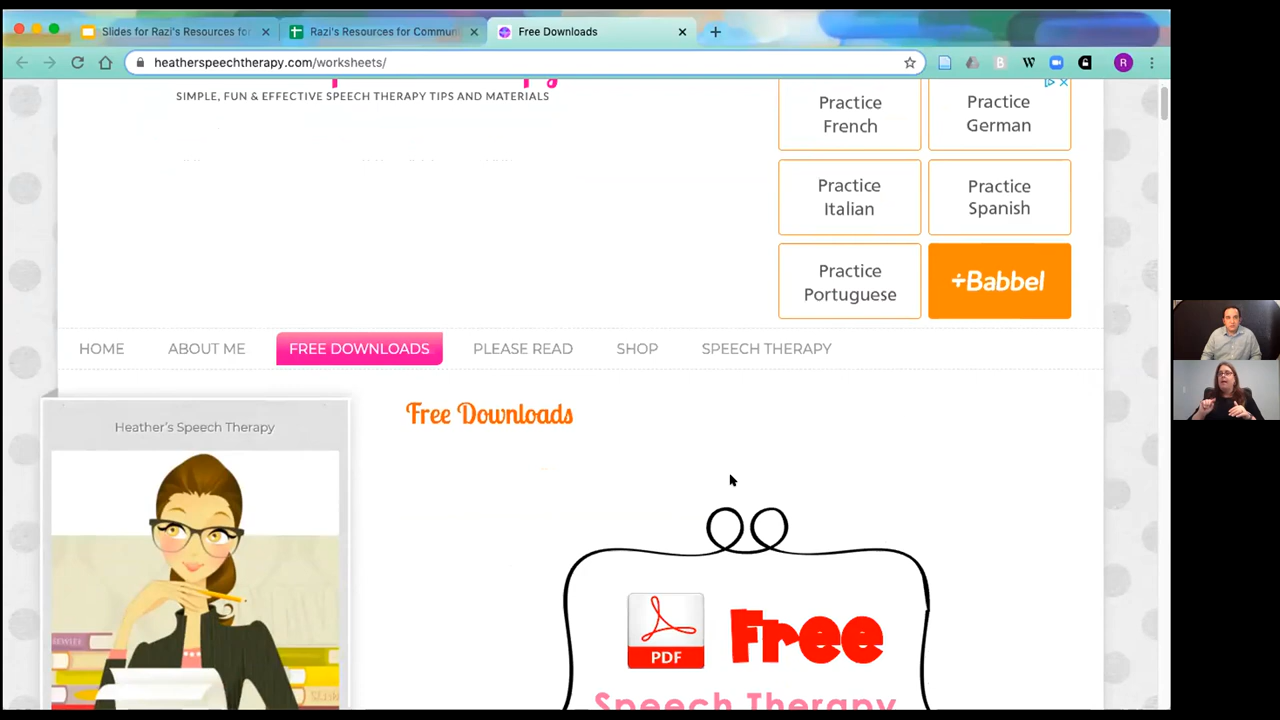 Slides for Razi's Resources for
Razi's Resources for Commun
Free Downloads
heatherspeechtherapy.com/worksheets/
W
R
SIMPLE, FUN & EFFECTIVE SPEECH THERAPY TIPS AND MATERIALS
Practice
French
Practice
German
Practice
Italian
Practice
Spanish
Practice
Portuguese
+Babbel
HOME
ABOUT ME
FREE DOWNLOADS
PLEASE READ
SHOP
SPEECH THERAPY
Heather's Speech Therapy
Free Downloads
PDF
Free
Speech Therapy